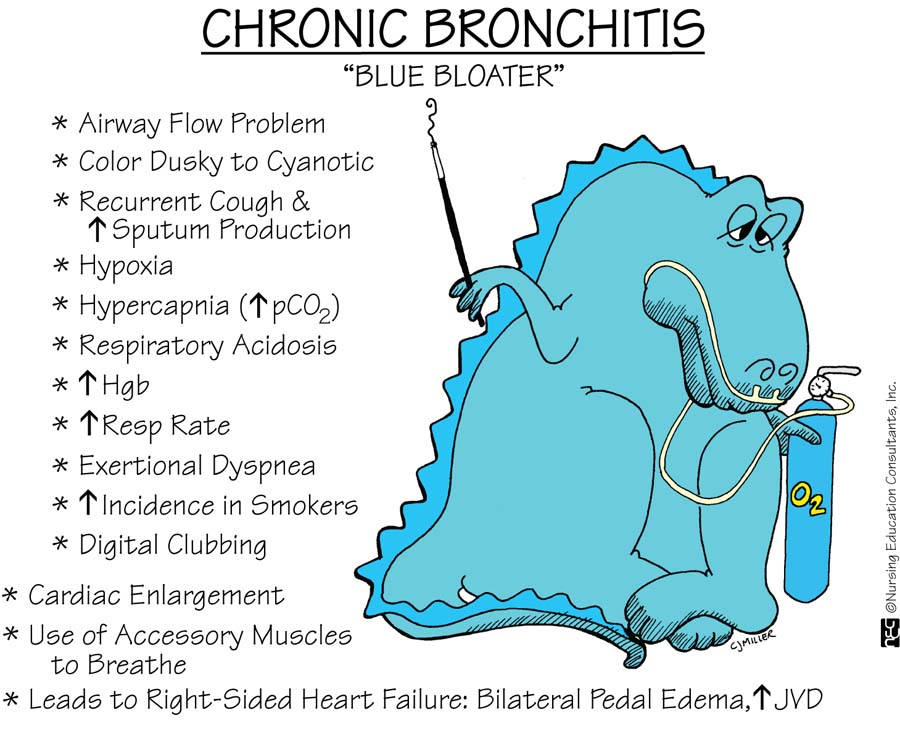 CHRONIC BRONCHITIS
“BLUE BLOATER”
* Airway Flow Problem
* Color Dusky to Cyanotic
* Recurrent Cough &
↑ Sputum Production
* Hypoxia
* Hypercapnia (↑pCO₂)
* Respiratory Acidosis
* ↑Hgb
* ↑Resp Rate
* Exertional Dyspnea
* ↑Incidence in Smokers
* Digital Clubbing
* Cardiac Enlargement
* Use of Accessory Muscles
to Breathe
* Leads to Right-Sided Heart Failure: Bilateral Pedal Edema,↑JVD
O₂
CJMILLER
NEC ©Nursing Education Consultants, Inc.